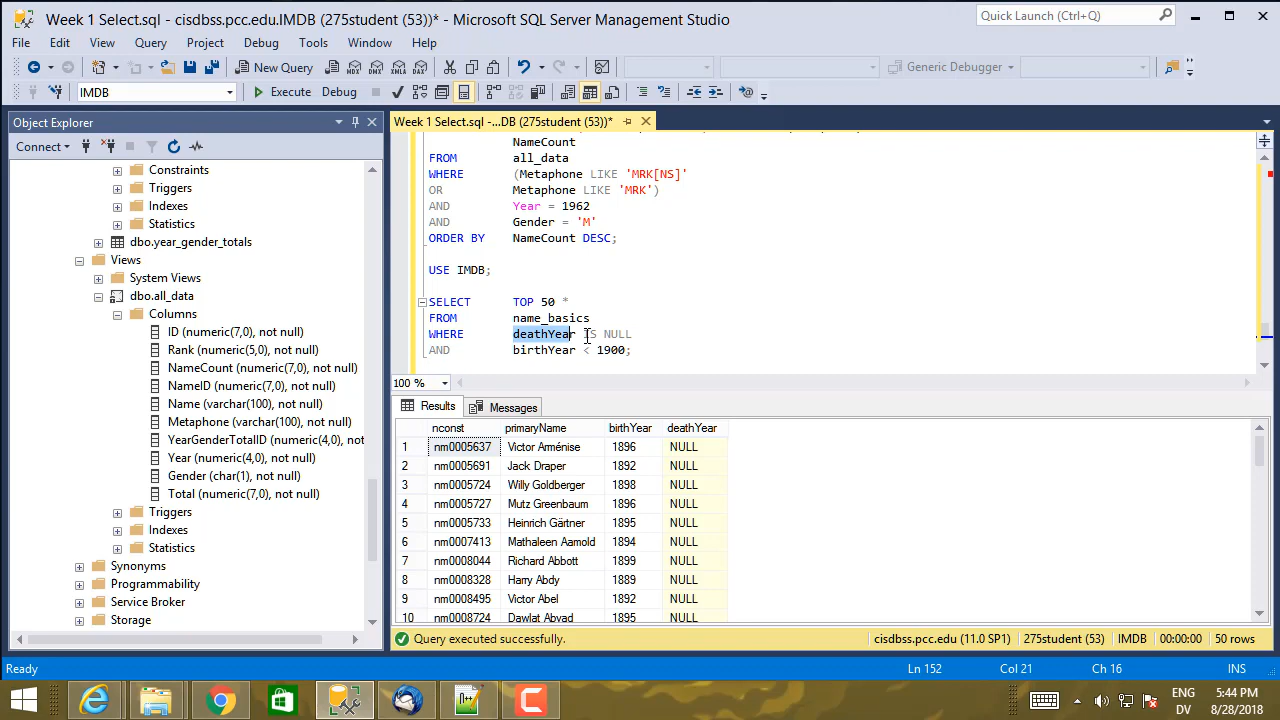 Week 1 Select.sql - cisdbss.pcc.edu.IMDB (275student (53))* - Microsoft SQL Server Management Studio
Quick Launch (Ctrl+Q)
File Edit View Query Project Debug Tools Window Help
New Query
MDX DMX XMLA DAX
Generic Debugger
IMDB
Execute Debug
Object Explorer
Connect
Constraints
Triggers
Indexes
Statistics
dbo.year_gender_totals
Views
System Views
dbo.all_data
Columns
ID (numeric(7,0), not null)
Rank (numeric(5,0), not null)
NameCount (numeric(7,0), not null)
NameID (numeric(7,0), not null)
Name (varchar(100), not null)
Metaphone (varchar(100), not null)
YearGenderTotalID (numeric(4,0), not
Year (numeric(4,0), not null)
Gender (char(1), not null)
Total (numeric(7,0), not null)
Triggers
Indexes
Statistics
Synonyms
Programmability
Service Broker
Storage
Week 1 Select.sql -...DB (275student (53))*
NameCount
FROM all_data
WHERE (Metaphone LIKE 'MRK[NS]'
OR Metaphone LIKE 'MRK')
AND Year = 1962
AND Gender = 'M'
ORDER BY NameCount DESC;
USE IMDB;
SELECT TOP 50 *
FROM name_basics
WHERE deathYear IS NULL
AND birthYear < 1900;
100 %
Results Messages
nconst primaryName birthYear deathYear
1 nm0005637 Victor Arménise 1896 NULL
2 nm0005691 Jack Draper 1892 NULL
3 nm0005724 Willy Goldberger 1898 NULL
4 nm0005727 Mutz Greenbaum 1896 NULL
5 nm0005733 Heinrich Gärtner 1895 NULL
6 nm0007413 Mathaleen Aamold 1894 NULL
7 nm0008044 Richard Abbott 1899 NULL
8 nm0008328 Harry Abdy 1889 NULL
9 nm0008495 Victor Abel 1892 NULL
10 nm0008724 Dawlat Abyad 1895 NULL
Query executed successfully.
cisdbss.pcc.edu (11.0 SP1) 275student (53) IMDB 00:00:00 50 rows
Ready
Ln 152 Col 21 Ch 16 INS
ENG 5:44 PM
DV 8/28/2018